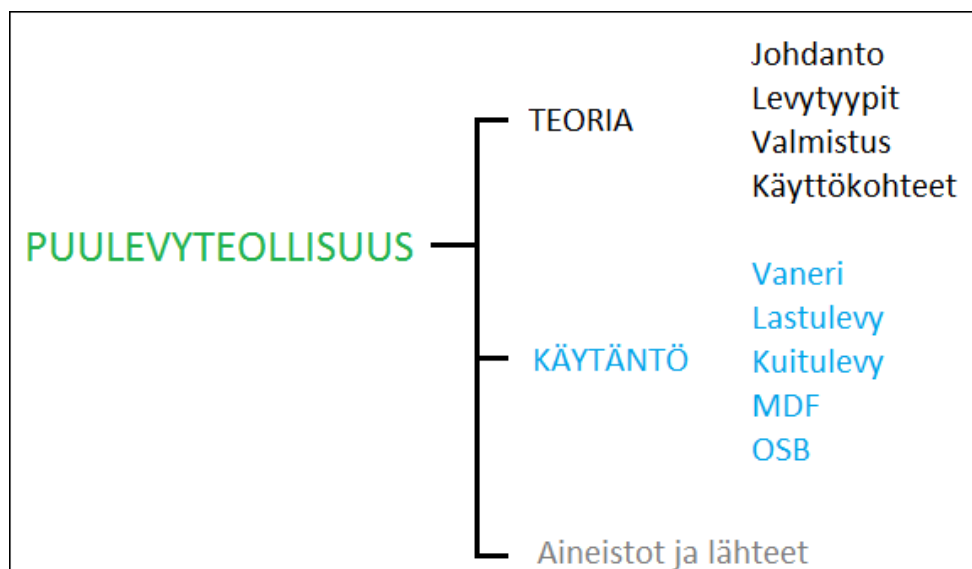 PUULEVYTEOLLISUUS
TEORIA
Johdanto
Levytyypit
Valmistus
Käyttökohteet
KÄYTÄNTÖ
Vaneri
Lastulevy
Kuitulevy
MDF
OSB
Aineistot ja lähteet